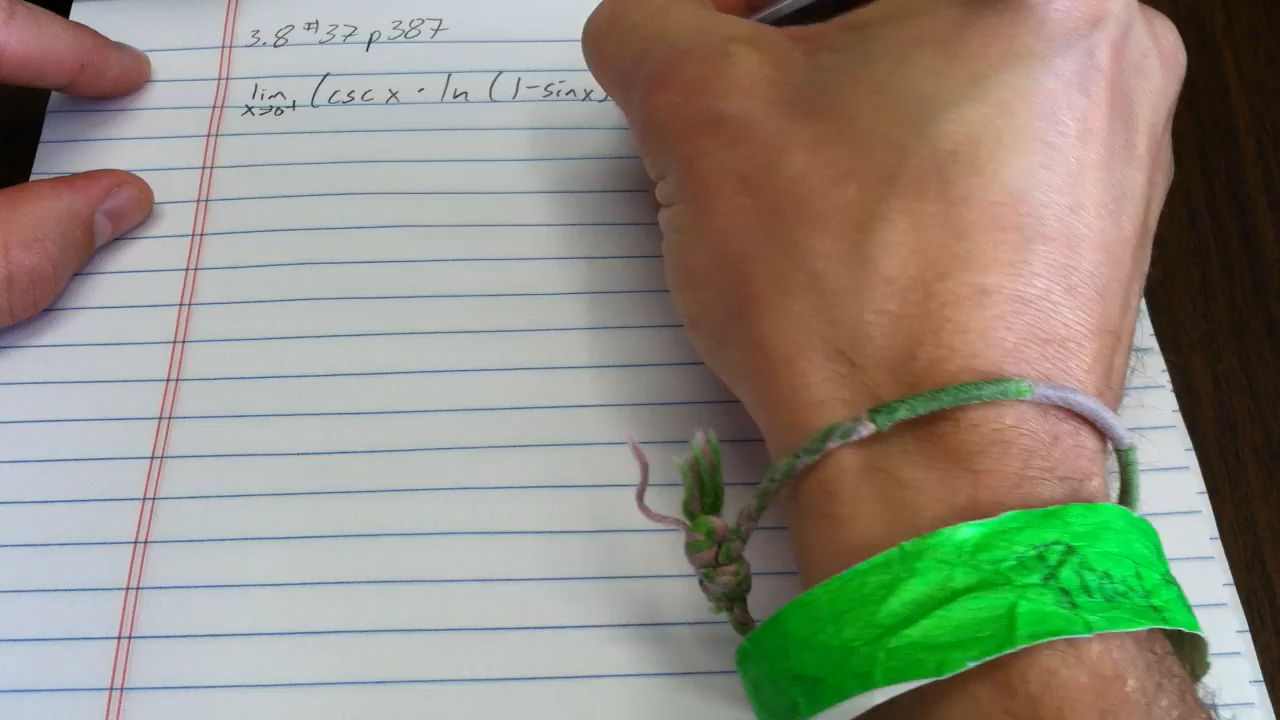 3.8 #37 p387
lim x→0+ (csc x · ln (1-sinx)